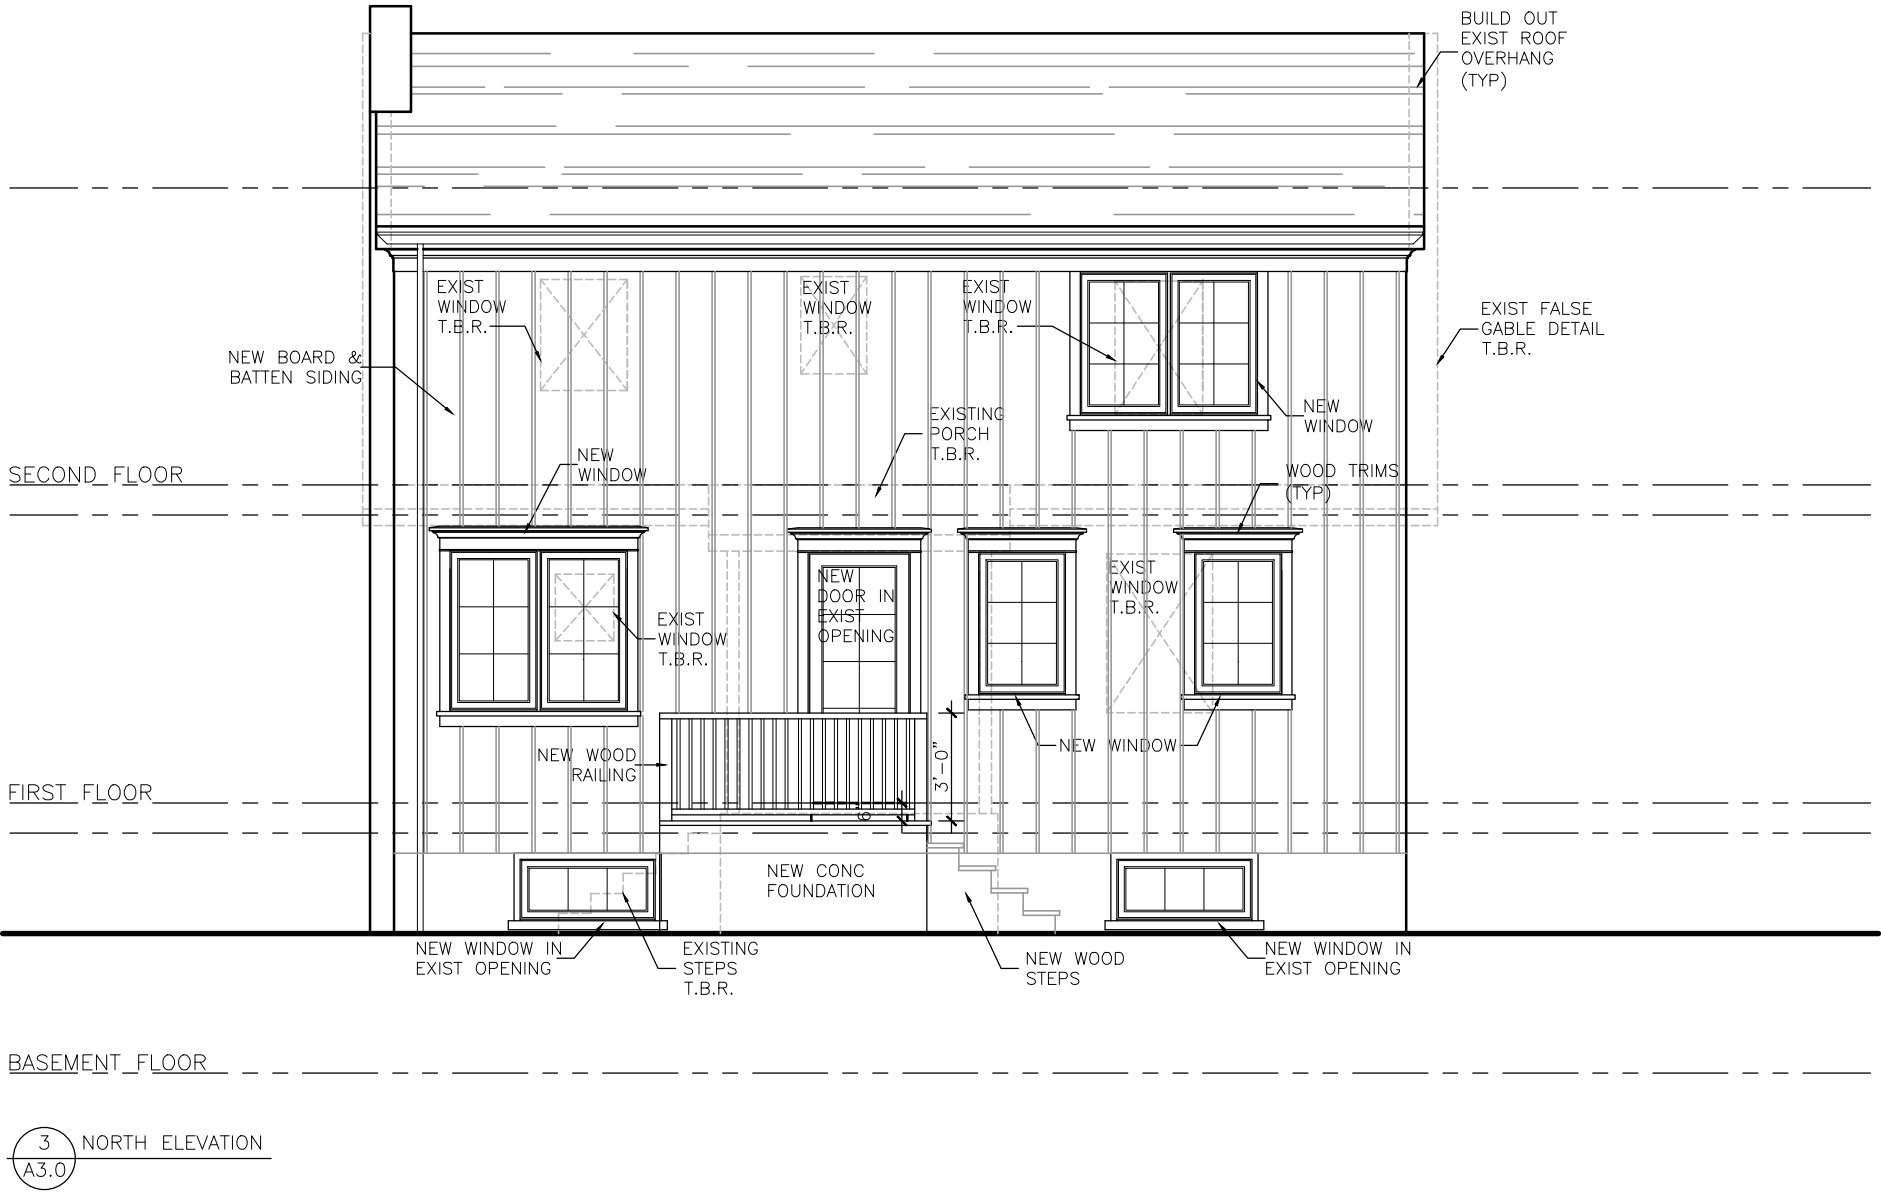 BUILD OUT
EXIST ROOF
OVERHANG
(TYP)
EXIST
WINDOW
T.B.R.
EXIST
WINDOW
T.B.R.
EXIST
WINDOW
T.B.R.
EXIST FALSE
GABLE DETAIL
T.B.R.
NEW BOARD &
BATTEN SIDING
NEW
WINDOW
EXISTING
PORCH
T.B.R.
NEW
WINDOW
SECOND FLOOR
WOOD TRIMS
(TYP)
NEW
DOOR IN
EXIST
OPENING
EXIST
WINDOW
T.B.R.
EXIST
WINDOW
T.B.R.
NEW WOOD
RAILING
3'-0"
NEW WINDOW
FIRST FLOOR
6"
NEW CONC
FOUNDATION
NEW WINDOW IN
EXIST OPENING
EXISTING
STEPS
T.B.R.
NEW WOOD
STEPS
NEW WINDOW IN
EXIST OPENING
BASEMENT FLOOR
3 NORTH ELEVATION
A3.0